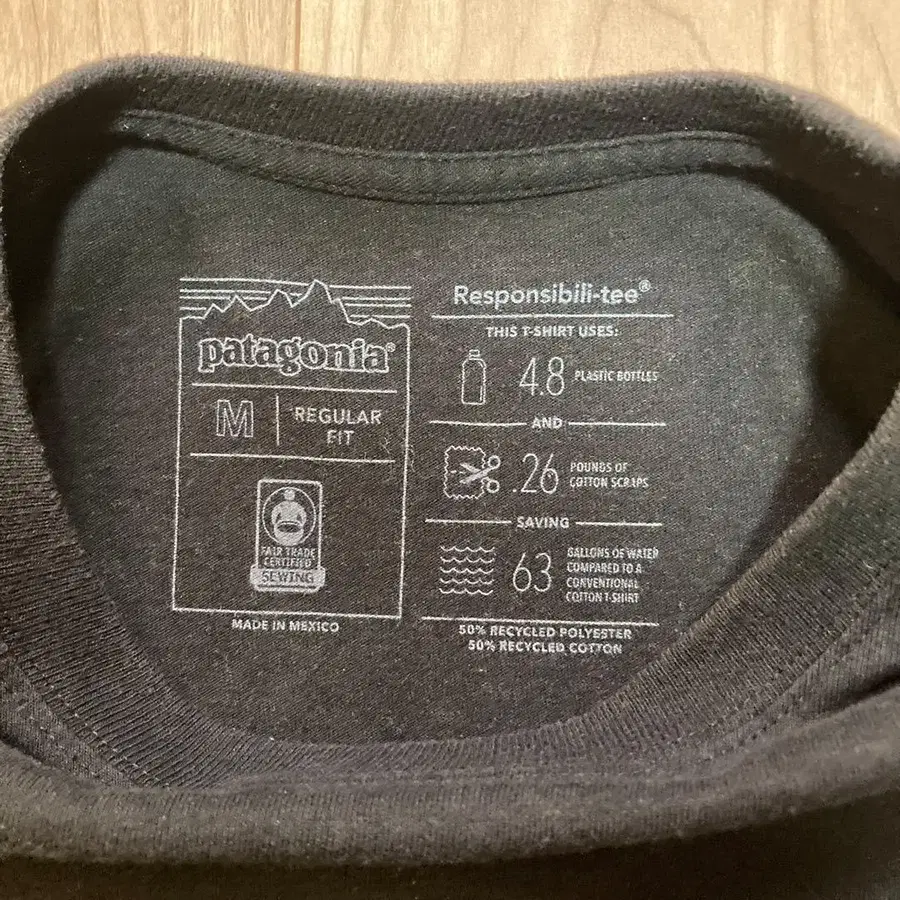 patagonia®
M
REGULAR
FIT
FAIR TRADE
CERTIFIED
SEWING
MADE IN MEXICO
Responsibili-tee®
THIS T-SHIRT USES:
4.8 PLASTIC BOTTLES
AND
.26 POUNDS OF
COTTON SCRAPS
SAVING
63 GALLONS OF WATER
COMPARED TO A
CONVENTIONAL
COTTON T-SHIRT
50% RECYCLED POLYESTER
50% RECYCLED COTTON